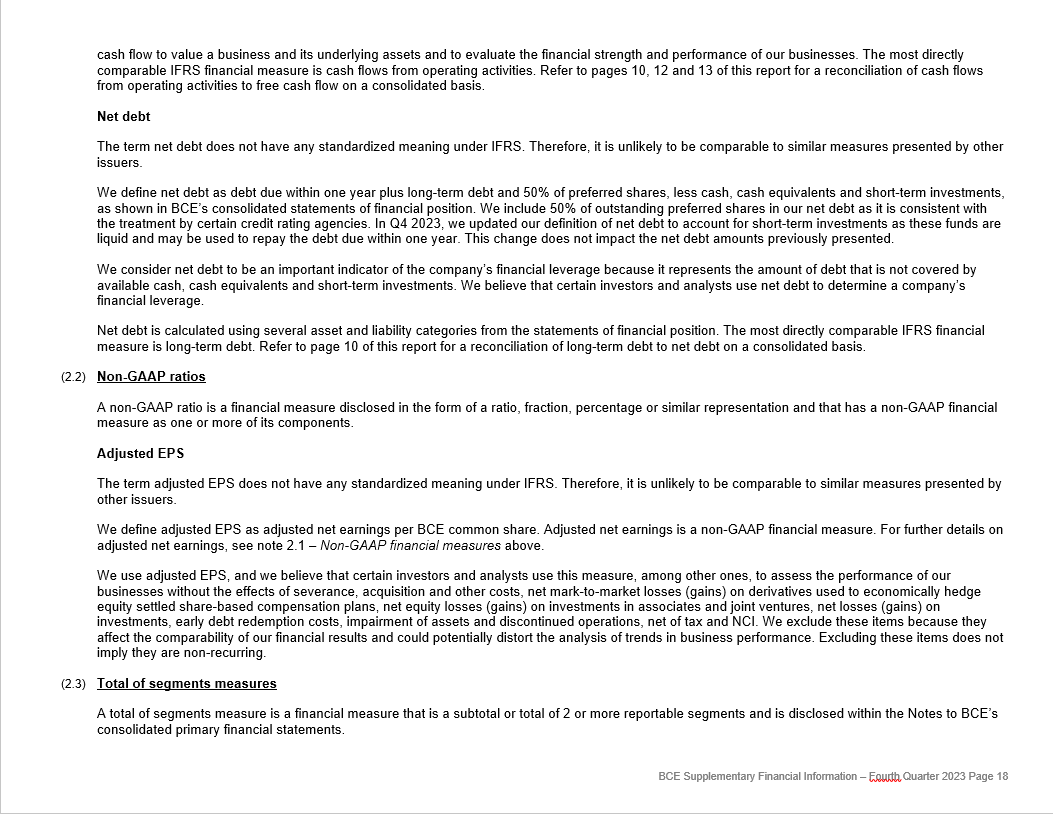 cash flow to value a business and its underlying assets and to evaluate the financial strength and performance of our businesses. The most directly
comparable IFRS financial measure is cash flows from operating activities. Refer to pages 10, 12 and 13 of this report for a reconciliation of cash flows
from operating activities to free cash flow on a consolidated basis.
Net debt
The term net debt does not have any standardized meaning under IFRS. Therefore, it is unlikely to be comparable to similar measures presented by other
issuers.
We define net debt as debt due within one year plus long-term debt and 50% of preferred shares, less cash, cash equivalents and short-term investments,
as shown in BCE’s consolidated statements of financial position. We include 50% of outstanding preferred shares in our net debt as it is consistent with
the treatment by certain credit rating agencies. In Q4 2023, we updated our definition of net debt to account for short-term investments as these funds are
liquid and may be used to repay the debt due within one year. This change does not impact the net debt amounts previously presented.
We consider net debt to be an important indicator of the company’s financial leverage because it represents the amount of debt that is not covered by
available cash, cash equivalents and short-term investments. We believe that certain investors and analysts use net debt to determine a company’s
financial leverage.
Net debt is calculated using several asset and liability categories from the statements of financial position. The most directly comparable IFRS financial
measure is long-term debt. Refer to page 10 of this report for a reconciliation of long-term debt to net debt on a consolidated basis.
(2.2) Non-GAAP ratios
A non-GAAP ratio is a financial measure disclosed in the form of a ratio, fraction, percentage or similar representation and that has a non-GAAP financial
measure as one or more of its components.
Adjusted EPS
The term adjusted EPS does not have any standardized meaning under IFRS. Therefore, it is unlikely to be comparable to similar measures presented by
other issuers.
We define adjusted EPS as adjusted net earnings per BCE common share. Adjusted net earnings is a non-GAAP financial measure. For further details on
adjusted net earnings, see note 2.1 – Non-GAAP financial measures above.
We use adjusted EPS, and we believe that certain investors and analysts use this measure, among other ones, to assess the performance of our
businesses without the effects of severance, acquisition and other costs, net mark-to-market losses (gains) on derivatives used to economically hedge
equity settled share-based compensation plans, net equity losses (gains) on investments in associates and joint ventures, net losses (gains) on
investments, early debt redemption costs, impairment of assets and discontinued operations, net of tax and NCI. We exclude these items because they
affect the comparability of our financial results and could potentially distort the analysis of trends in business performance. Excluding these items does not
imply they are non-recurring.
(2.3) Total of segments measures
A total of segments measure is a financial measure that is a subtotal or total of 2 or more reportable segments and is disclosed within the Notes to BCE’s
consolidated primary financial statements.
BCE Supplementary Financial Information – Fourth Quarter 2023 Page 18